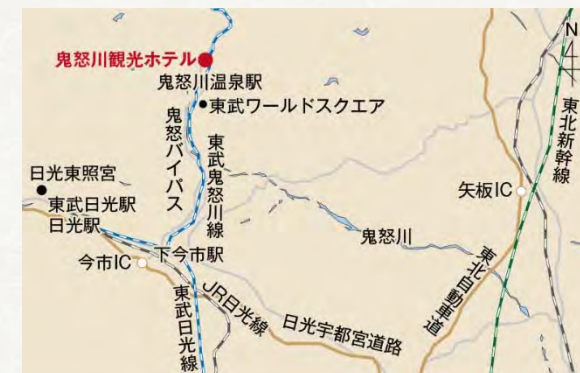 鬼怒川観光ホテル
鬼怒川温泉駅
東武ワールドスクエア
鬼怒バイパス
東武鬼怒川線
日光東照宮
東武日光駅
日光駅
今市IC
下今市駅
東武日光線
JR日光線
日光宇都宮道路
鬼怒川
東北自動車道
矢板IC
東北新幹線
N